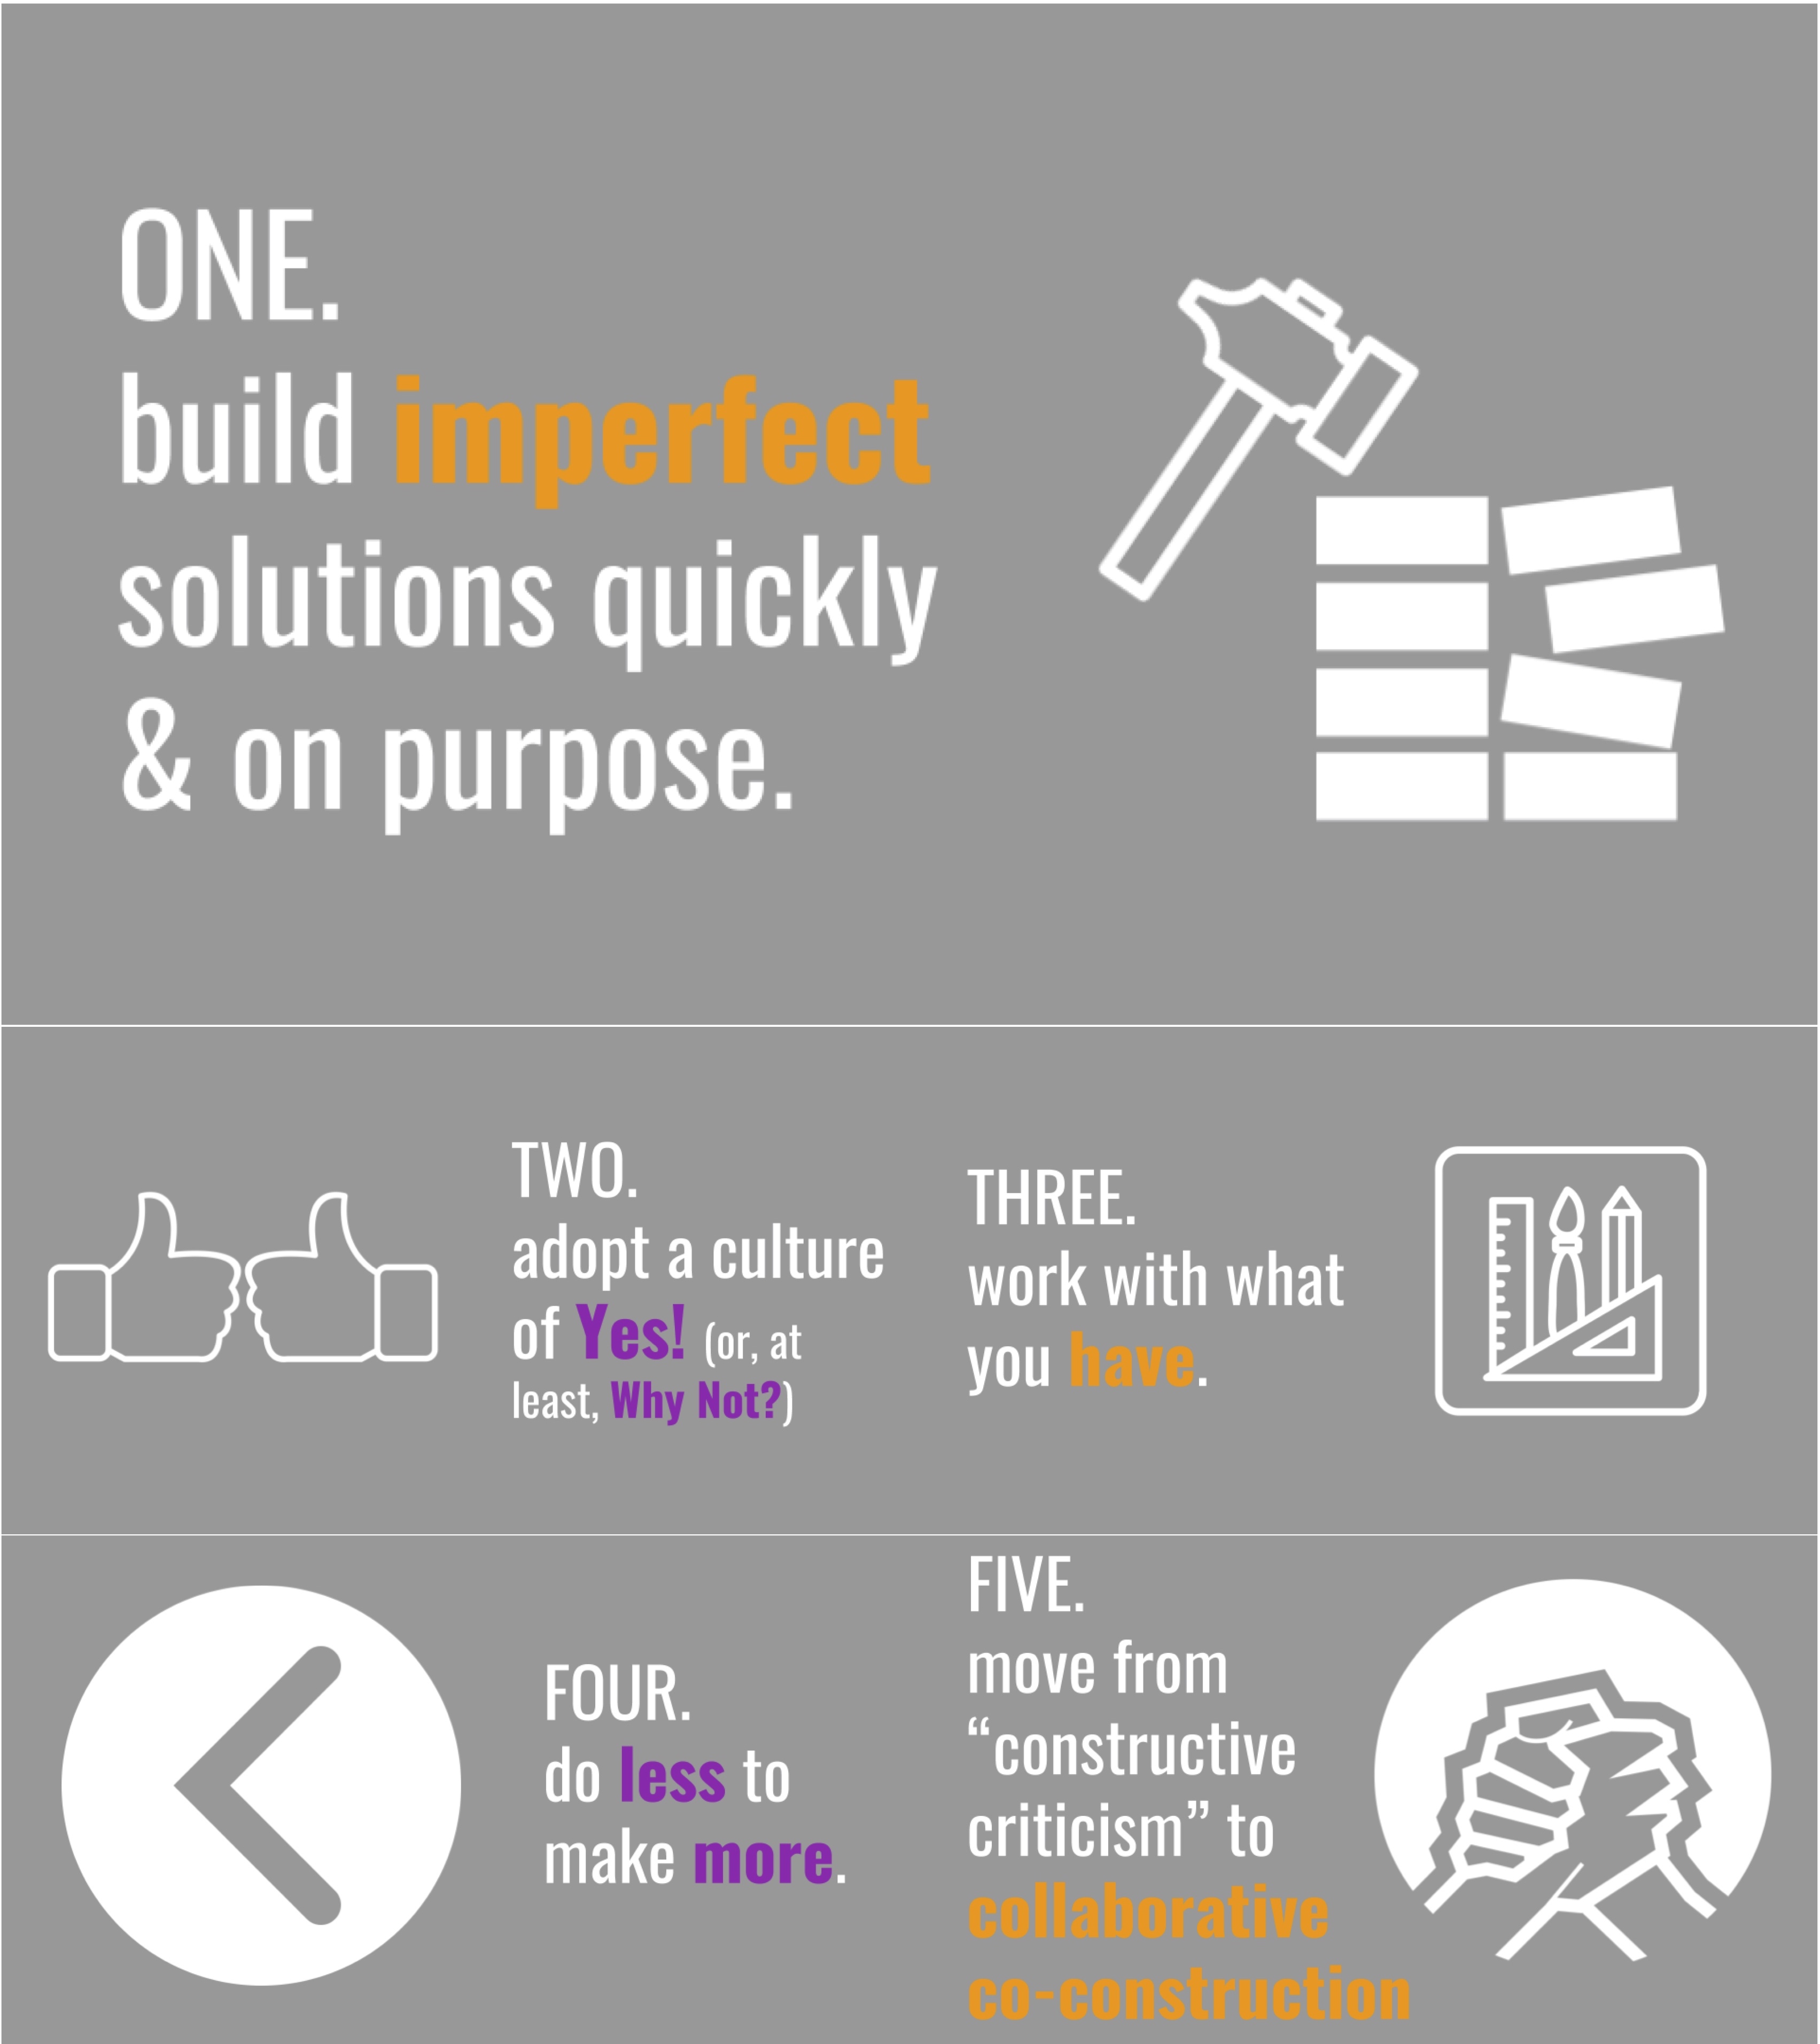 ONE.
build imperfect
solutions quickly
& on purpose.
TWO.
adopt a culture
of Yes! (or, at
least, Why Not?)
THREE.
work with what
you have.
FOUR.
do less to
make more.
FIVE.
move from
“constructive
criticism” to
collaborative
co-construction